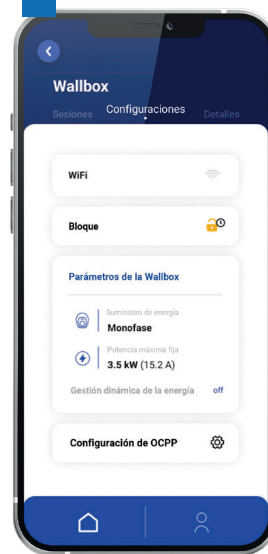 Wallbox
Sesiones Configuraciones Detalles
WiFi
Bloque
Parámetros de la Wallbox
Suministro de energía
Monofase
Potencia máxima fija
3.5 kW (15.2 A)
Gestión dinámica de la energía off
Configuración de OCPP